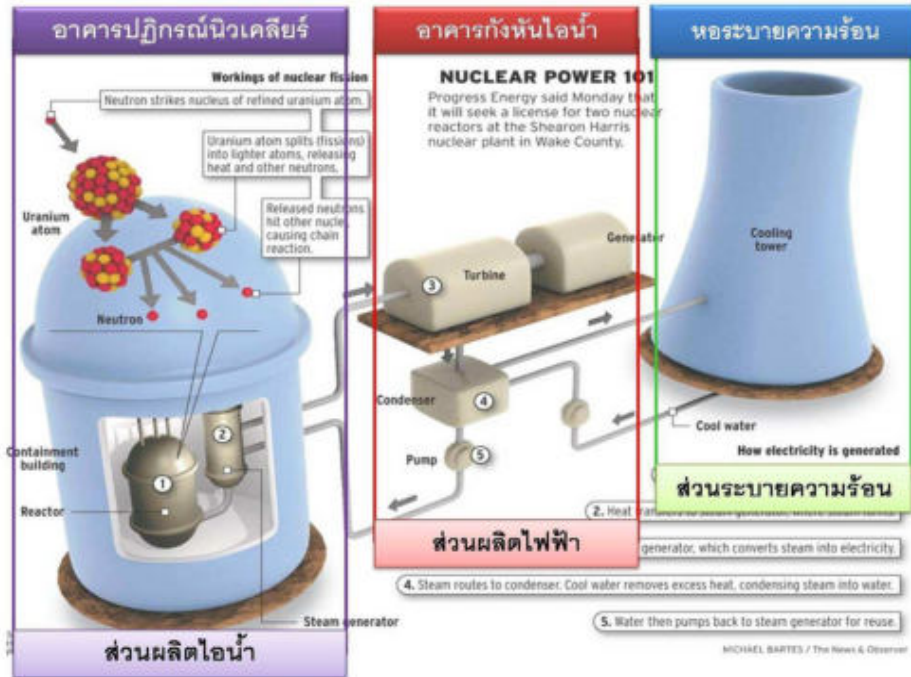 อาคารปฏิกรณ์นิวเคลียร์
อาคารกังหันไอน้ำ
หอระบายความร้อน
Workings of nuclear fission
Neutron strikes nucleus of refined uranium atom.
Uranium atom splits (fissions)
into lighter atoms, releasing
heat and other neutrons.
Released neutrons
hit other nuclei,
causing chain
reaction.
Uranium
atom
Neutron
NUCLEAR POWER 101
Progress Energy said Monday that
it will seek a license for two nuclear
reactors at the Shearon Harris
nuclear plant in Wake County.
Generator
Turbine
3
Cooling
tower
Condenser
4
Cool water
Pump
5
Containment
building
1
2
Reactor
Steam generator
How electricity is generated
ส่วนระบายความร้อน
2. Heat transfers to steam generator, where steam
ส่วนผลิตไฟฟ้า
generator, which converts steam into electricity.
4. Steam routes to condenser. Cool water removes excess heat, condensing steam into water.
5. Water then pumps back to steam generator for reuse.
ส่วนผลิตไอน้ำ
MICHAEL BARTES / The News & Observer